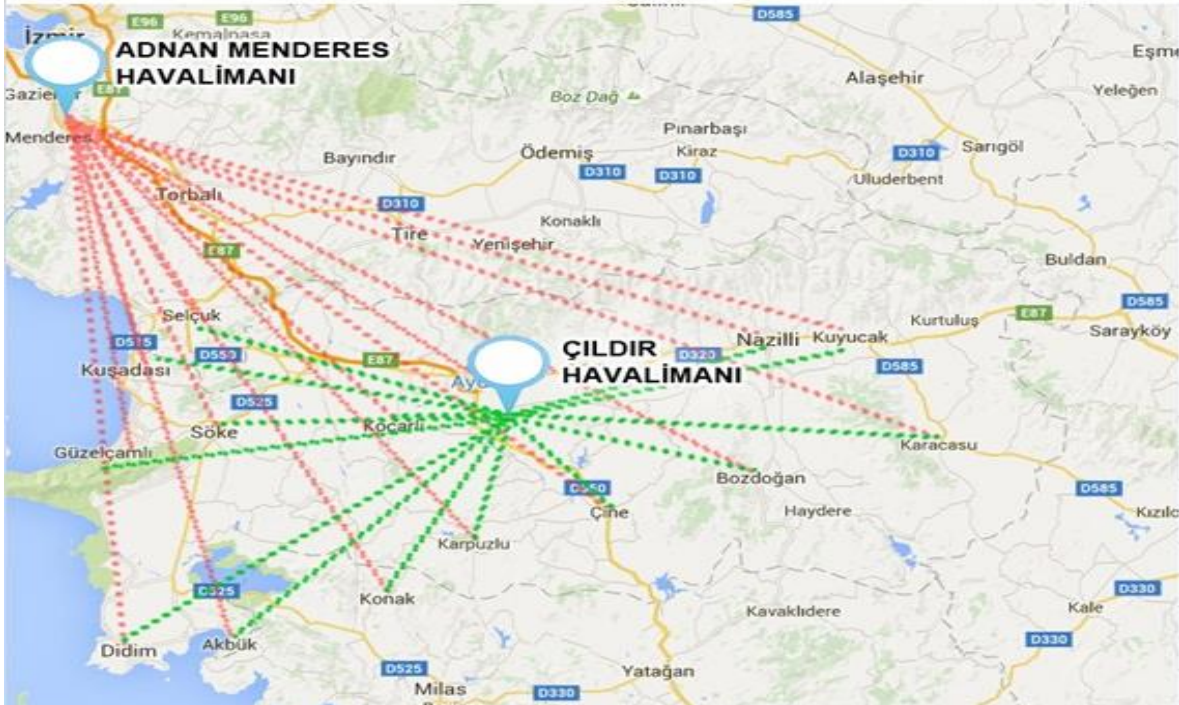 D585
E96
E96
Kemalpaşa
İzmir
ADNAN MENDERES
HAVALİMANI
Eşme
Alaşehir
Yeleğen
Gaziemir
E87
Boz Dağ
Menderes
Pınarbaşı
Kiraz
Bayındır
Ödemiş
D310
D310
D310
Sarıgöl
Uluderbent
Torbalı
D310
Konaklı
Tire
Yenişehir
E87
Buldan
D585
Selçuk
E87
Kurtuluş
Sarayköy
D515
D550
Kuşadası
E87
ÇILDIR
HAVALİMANI
D320
Nazilli
Kuyucak
D585
D525
Söke
Koçarlı
Karacasu
Güzelçamlı
Bozdoğan
D550
D585
Çine
Haydere
Karpuzlu
D525
Konak
Kavaklıdere
D330
Kale
Didim
Akbük
D330
Yatağan
D525
Milas
D330